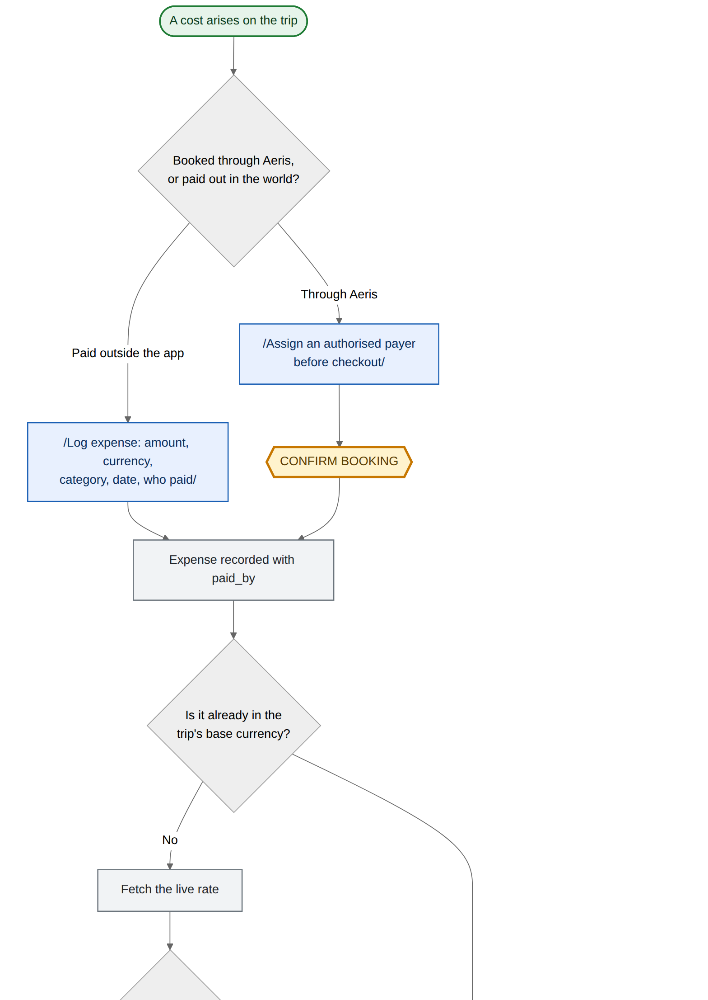 A cost arises on the trip
Booked through Aeris,
or paid out in the world?
Through Aeris
/Assign an authorised payer
before checkout/
Paid outside the app
/Log expense: amount,
currency,
category, date, who paid/
CONFIRM BOOKING
Expense recorded with
paid_by
Is it already in the
trip's base currency?
No
Fetch the live rate